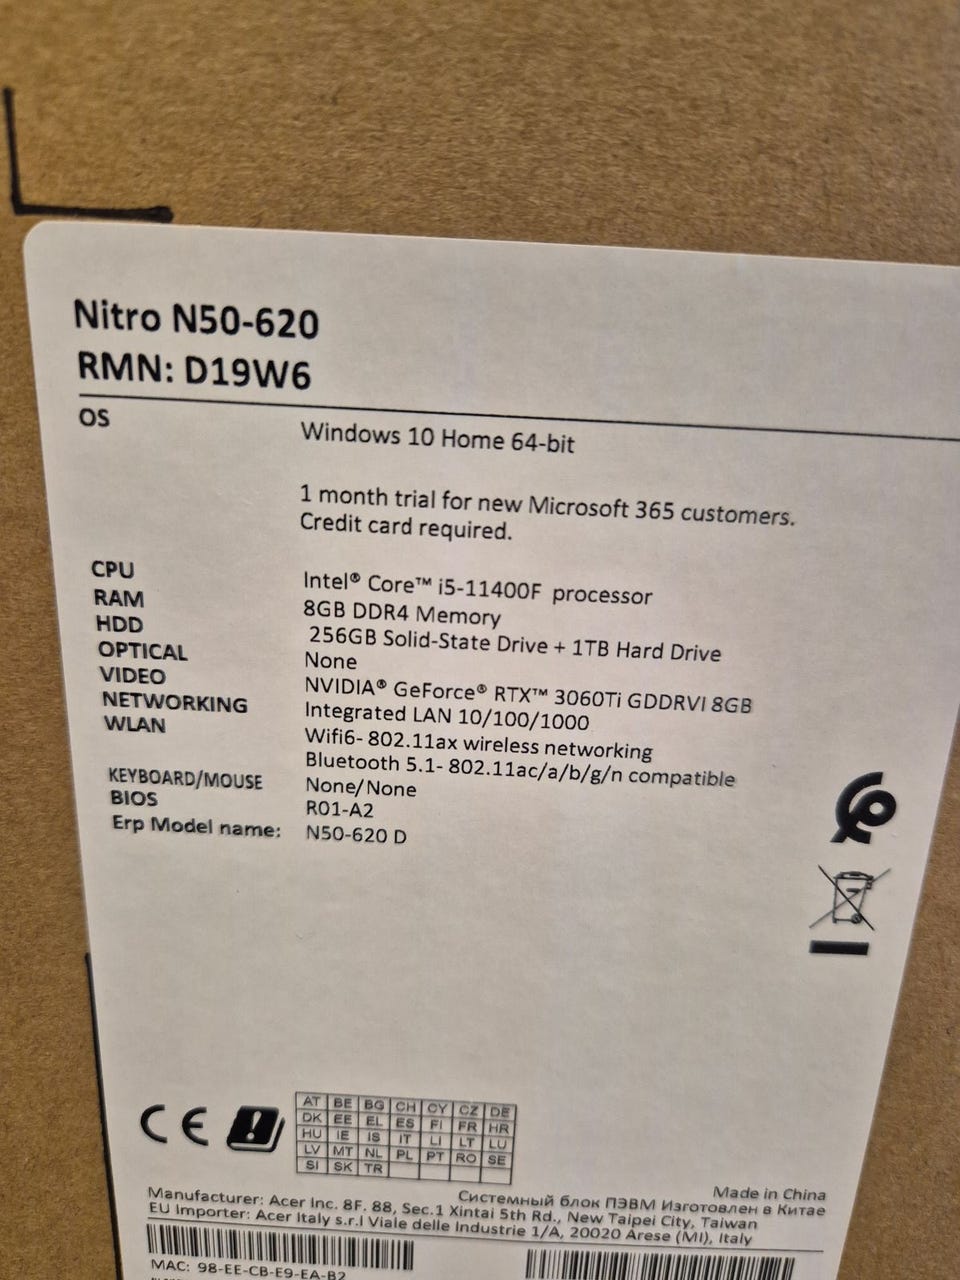 Nitro N50-620
RMN: D19W6
OS Windows 10 Home 64-bit
1 month trial for new Microsoft 365 customers.
Credit card required.
CPU Intel® Core™ i5-11400F processor
RAM 8GB DDR4 Memory
HDD 256GB Solid-State Drive + 1TB Hard Drive
OPTICAL None
VIDEO NVIDIA® GeForce® RTX™ 3060Ti GDDRVI 8GB
NETWORKING Integrated LAN 10/100/1000
WLAN Wifi6- 802.11ax wireless networking
Bluetooth 5.1- 802.11ac/a/b/g/n compatible
KEYBOARD/MOUSE None/None
BIOS R01-A2
Erp Model name: N50-620 D
CE
AT BE BG CH CY CZ DE
DK EE EL ES FI FR HR
HU IE IS IT LI LT LU
LV MT NL PL PT RO SE
SI SK TR
Made in China
Системный блок ПЭВМ Изготовлен в Китае
Manufacturer: Acer Inc. 8F. 88, Sec.1 Xintai 5th Rd., New Taipei City, Taiwan
EU Importer: Acer Italy s.r.l Viale delle Industrie 1/A, 20020 Arese (MI), Italy
MAC: 98-EE-CB-E9-EA-B2